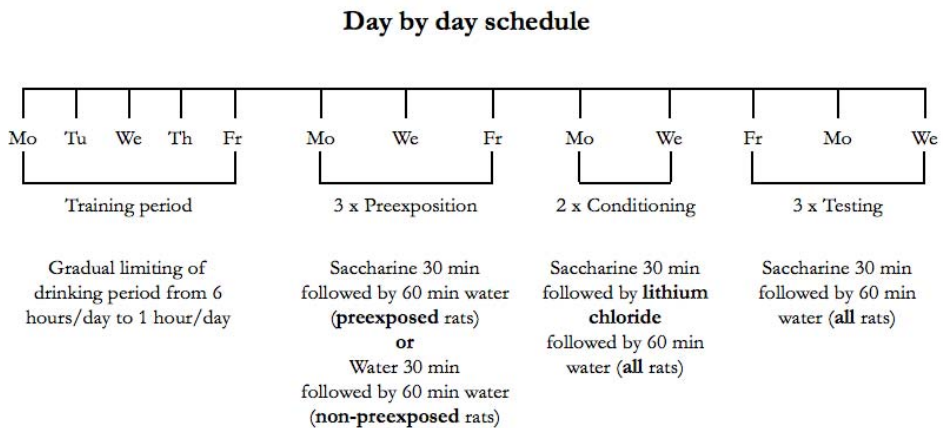 Day by day schedule
Mo Tu We Th Fr Mo We Fr Mo We Fr Mo We
Training period
3 x Preexposition
2 x Conditioning
3 x Testing
Gradual limiting of
drinking period from 6
hours/day to 1 hour/day
Saccharine 30 min
followed by 60 min water
(preexposed rats)
or
Water 30 min
followed by 60 min water
(non-preexposed rats)
Saccharine 30 min
followed by lithium
chloride
followed by 60 min
water (all rats)
Saccharine 30 min
followed by 60 min
water (all rats)